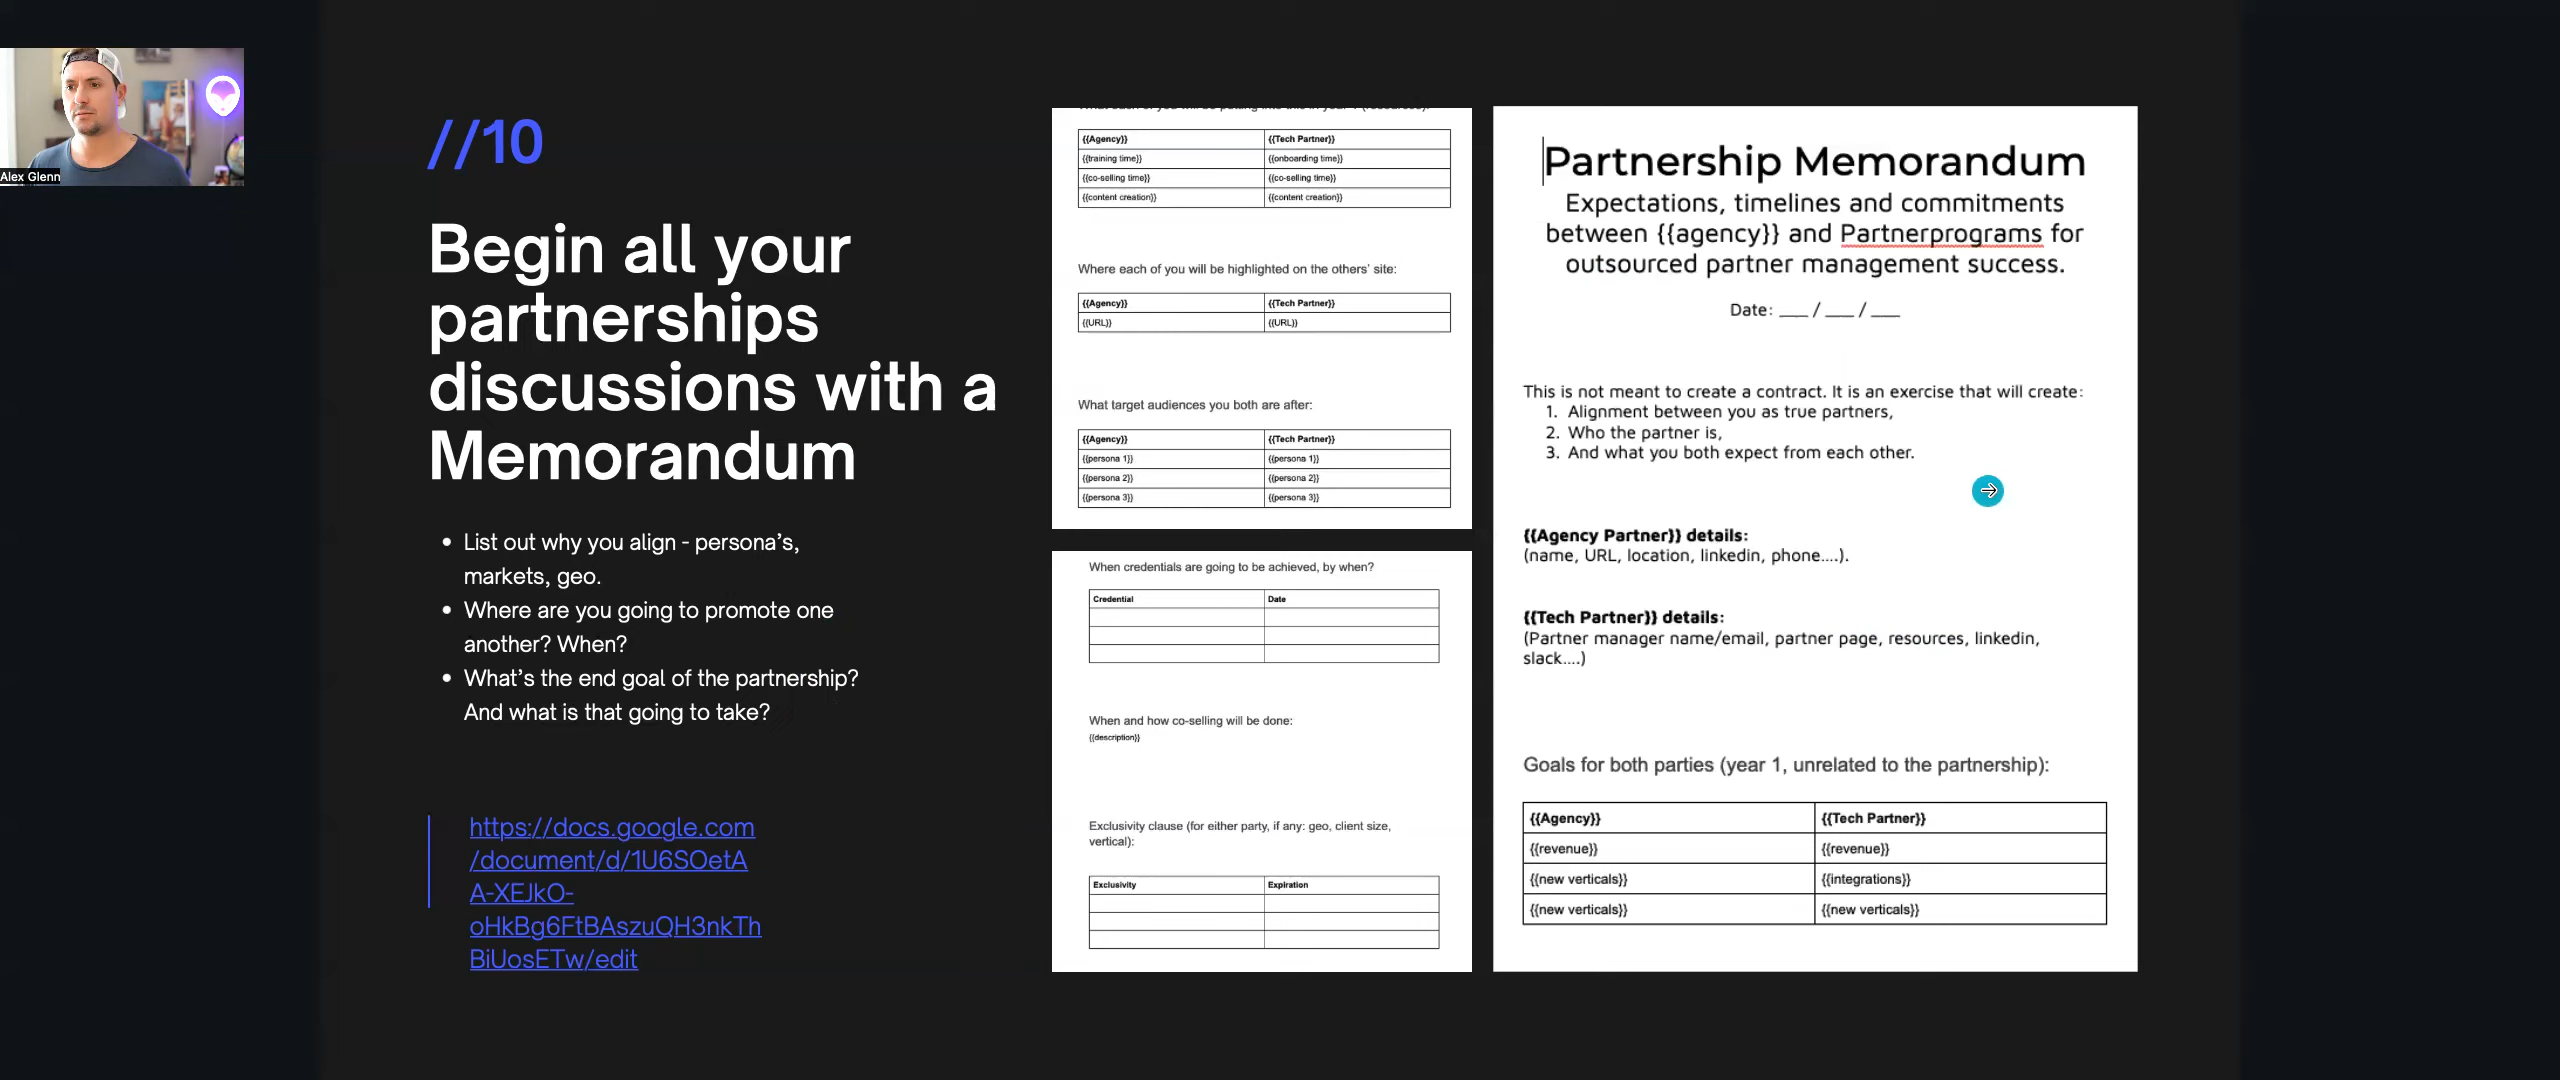 Alex Glenn
//10
Begin all your
partnerships
discussions with a
Memorandum
• List out why you align - persona's,
markets, geo.
• Where are you going to promote one
another? When?
• What's the end goal of the partnership?
And what is that going to take?
https://docs.google.com
/document/d/1U6SOetA
A-XEJkO-
oHkBg6FtBAszuQH3nkTh
BiUosETw/edit
{{Agency}} {{Tech Partner}}
{{training time}} {{onboarding time}}
{{co-selling time}} {{co-selling time}}
{{content creation}} {{content creation}}
Where each of you will be highlighted on the others' site:
{{Agency}} {{Tech Partner}}
{{URL}} {{URL}}
What target audiences you both are after:
{{Agency}} {{Tech Partner}}
{{persona 1}} {{persona 1}}
{{persona 2}} {{persona 2}}
{{persona 3}} {{persona 3}}
When credentials are going to be achieved, by when?
Credential Date
When and how co-selling will be done:
{{description}}
Exclusivity clause (for either party, if any: geo, client size,
vertical):
Exclusivity Expiration
Partnership Memorandum
Expectations, timelines and commitments
between {{agency}} and Partnerprograms for
outsourced partner management success.
Date: ___ / ___ / ___
This is not meant to create a contract. It is an exercise that will create:
1. Alignment between you as true partners,
2. Who the partner is,
3. And what you both expect from each other.
{{Agency Partner}} details:
(name, URL, location, linkedin, phone....).
{{Tech Partner}} details:
(Partner manager name/email, partner page, resources, linkedin,
slack....)
Goals for both parties (year 1, unrelated to the partnership):
{{Agency}} {{Tech Partner}}
{{revenue}} {{revenue}}
{{new verticals}} {{integrations}}
{{new verticals}} {{new verticals}}